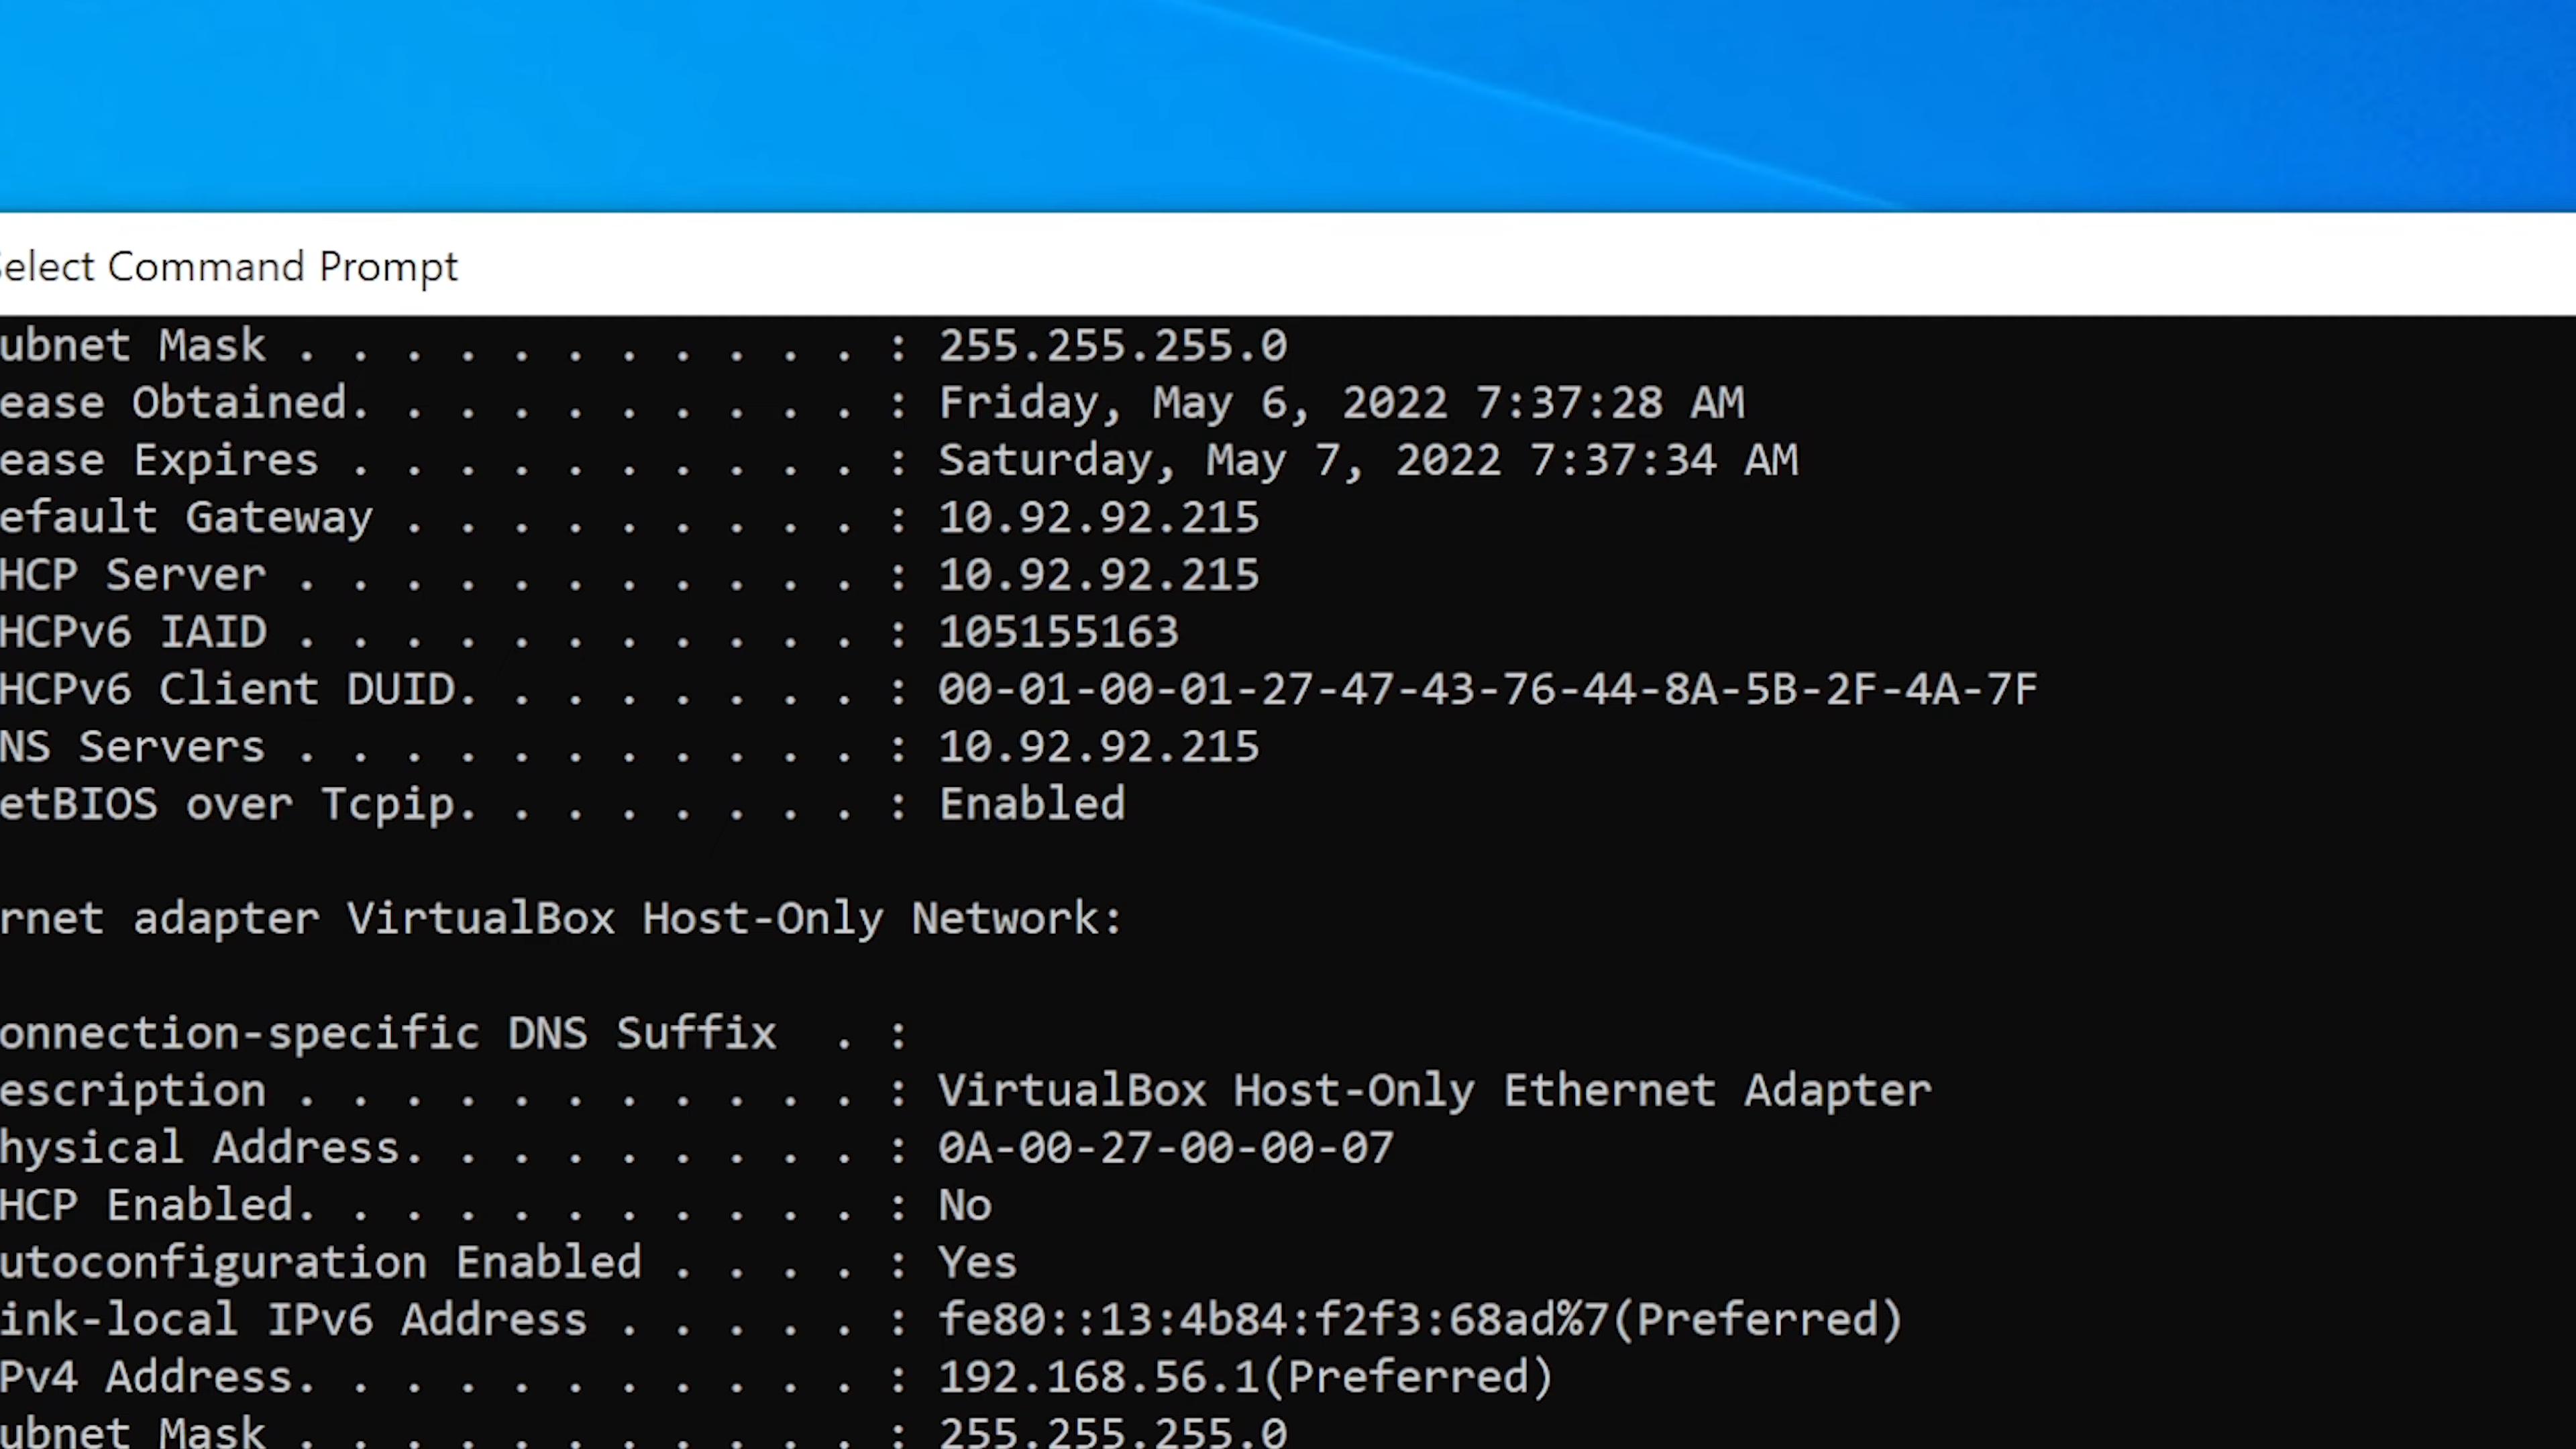 Select Command Prompt
ubnet Mask . . . . . . . . . . . : 255.255.255.0
ease Obtained. . . . . . . . . . : Friday, May 6, 2022 7:37:28 AM
ease Expires . . . . . . . . . . : Saturday, May 7, 2022 7:37:34 AM
efault Gateway . . . . . . . . . : 10.92.92.215
HCP Server . . . . . . . . . . . : 10.92.92.215
HCPv6 IAID . . . . . . . . . . . : 105155163
HCPv6 Client DUID. . . . . . . . : 00-01-00-01-27-47-43-76-44-8A-5B-2F-4A-7F
NS Servers . . . . . . . . . . . : 10.92.92.215
etBIOS over Tcpip. . . . . . . . : Enabled
rnet adapter VirtualBox Host-Only Network:
onnection-specific DNS Suffix  . :
escription . . . . . . . . . . . : VirtualBox Host-Only Ethernet Adapter
hysical Address. . . . . . . . . : 0A-00-27-00-00-07
HCP Enabled. . . . . . . . . . . : No
utoconfiguration Enabled . . . . : Yes
ink-local IPv6 Address . . . . . : fe80::13:4b84:f2f3:68ad%7(Preferred)
Pv4 Address. . . . . . . . . . . : 192.168.56.1(Preferred)
ubnet Mask . . . . . . . . . . . : 255.255.255.0